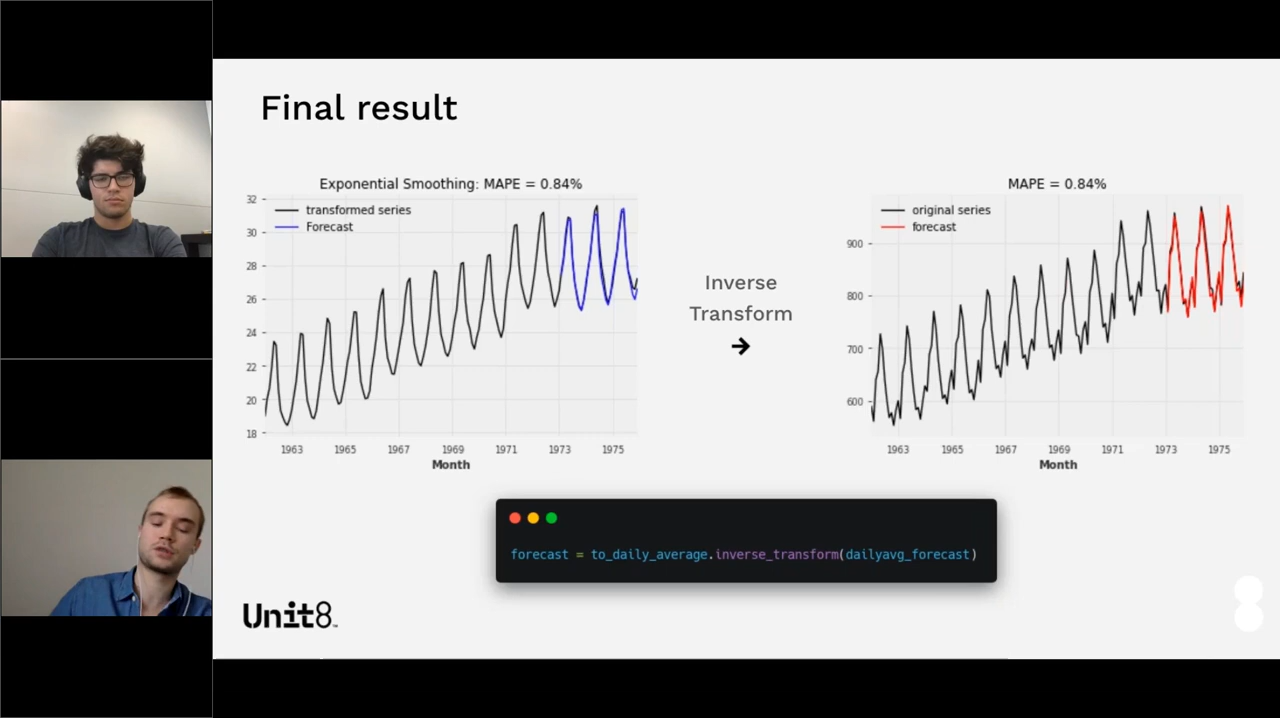 Final result
Exponential Smoothing: MAPE = 0.84%
transformed series
Forecast
32
30
28
26
24
22
20
18
1963 1965 1967 1969 1971 1973 1975
Month
Inverse
Transform
→
MAPE = 0.84%
original series
forecast
900
800
700
600
1963 1965 1967 1969 1971 1973 1975
Month
forecast = to_daily_average.inverse_transform(dailyavg_forecast)
Unit8